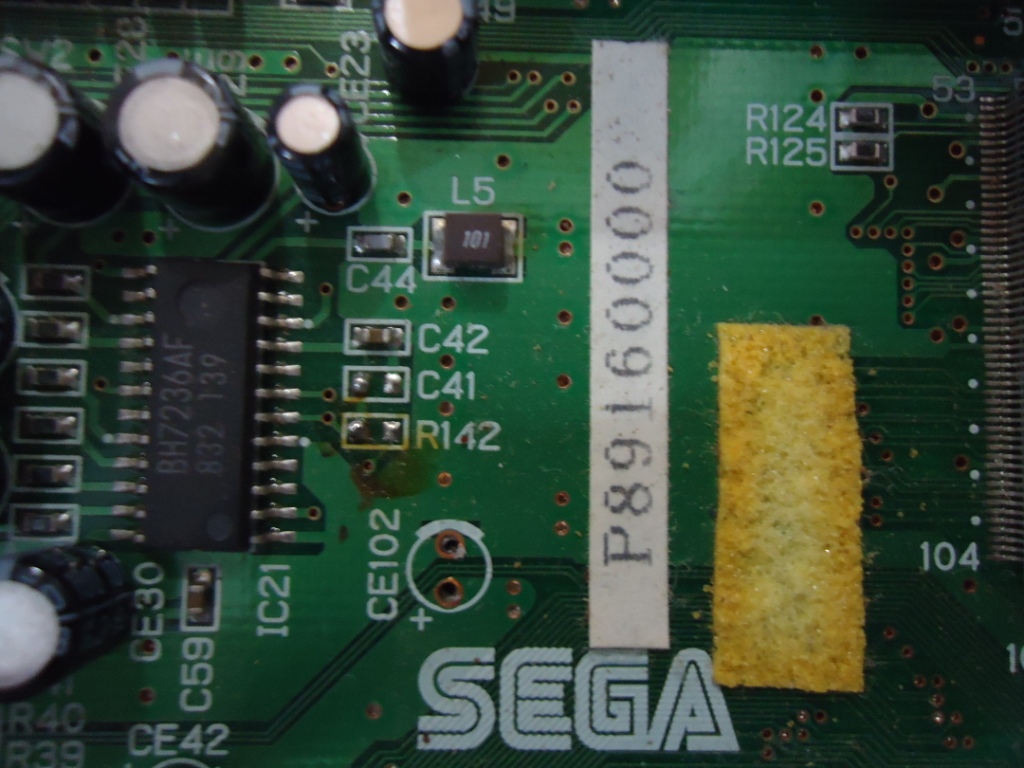 CE23
53
R124
R125
L5
101
C44
C42
C41
R142
BH7236AF
832 139
P89160000
CE102
+
104
CE30
IC21
C59
SEGA
R40
R39
CE42